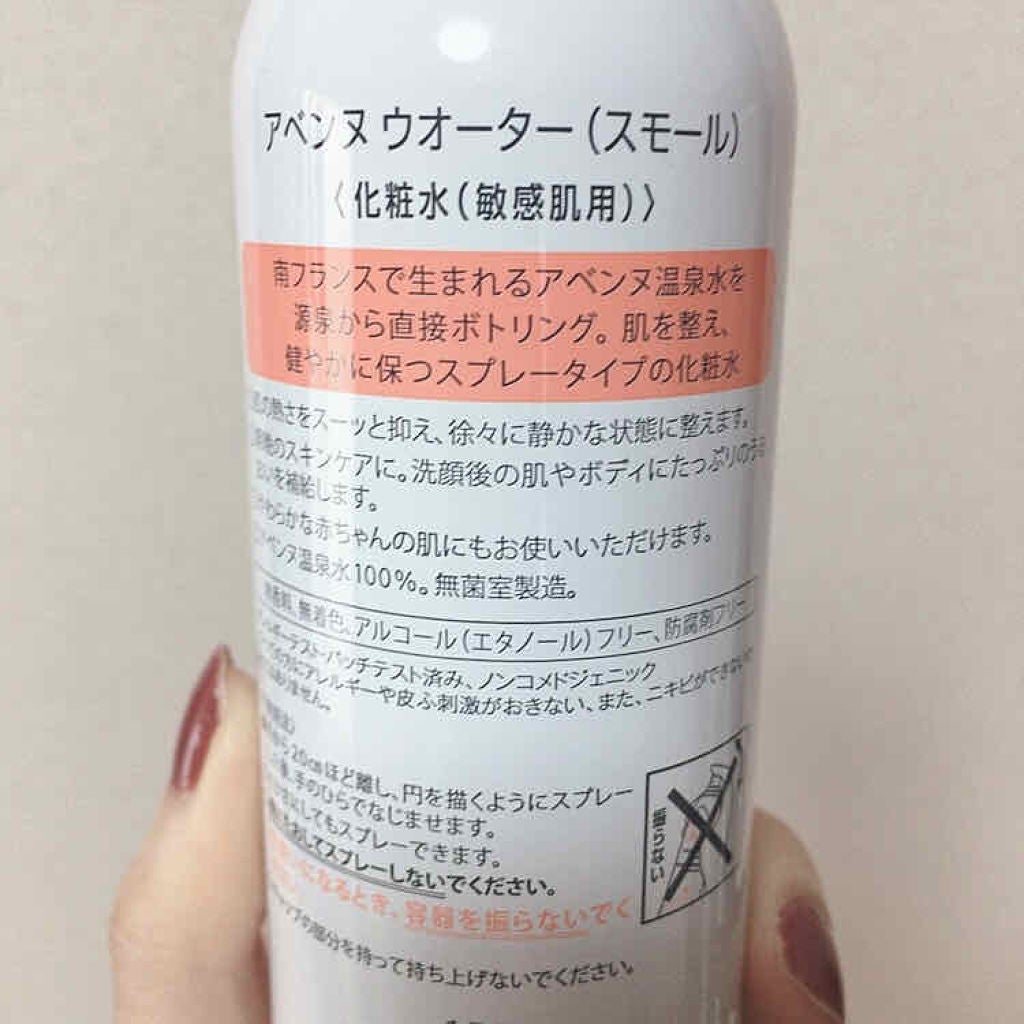 アベンヌ ウオーター（スモール）
〈化粧水（敏感肌用）〉
南フランスで生まれるアベンヌ温泉水を
源泉から直接ボトリング。肌を整え、
健やかに保つスプレータイプの化粧水
熱さをスーッと抑え、徐々に静かな状態に整えます。
のスキンケアに。洗顔後の肌やボディにたっぷりのうる
を補給します。
やわらかな赤ちゃんの肌にもお使いいただけます。
アベンヌ温泉水100%。無菌室製造。
無香料、無着色、アルコール（エタノール）フリー、防腐剤フリー
パッチテスト済み、ノンコメドジェニック
アレルギーや皮ふ刺激がおきない、また、ニキビができない
ありません。
20cmほど離し、円を描くようにスプレー
手のひらでなじませます。
してもスプレーできます。
スプレーしないでください。
になるとき、容器を振らないでく
振らない
の部分を持って持ち上げないでください。